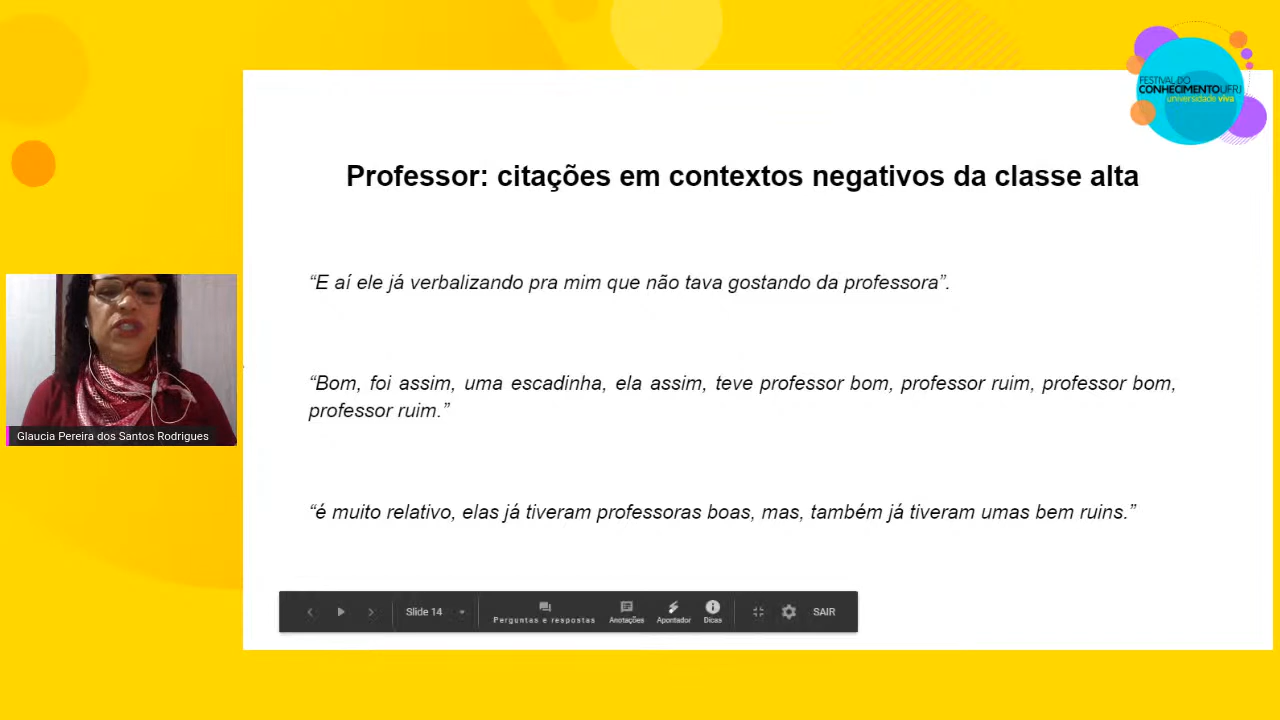 FESTIVAL DO
CONHECIMENTOUFRJ
universidade viva
Professor: citações em contextos negativos da classe alta
“E aí ele já verbalizando pra mim que não tava gostando da professora”.
“Bom, foi assim, uma escadinha, ela assim, teve professor bom, professor ruim, professor bom,
professor ruim.”
“é muito relativo, elas já tiveram professoras boas, mas, também já tiveram umas bem ruins.”
Glaucia Pereira dos Santos Rodrigues
Slide 14
Perguntas e respostas
Anotações
Apontador
Dicas
SAIR